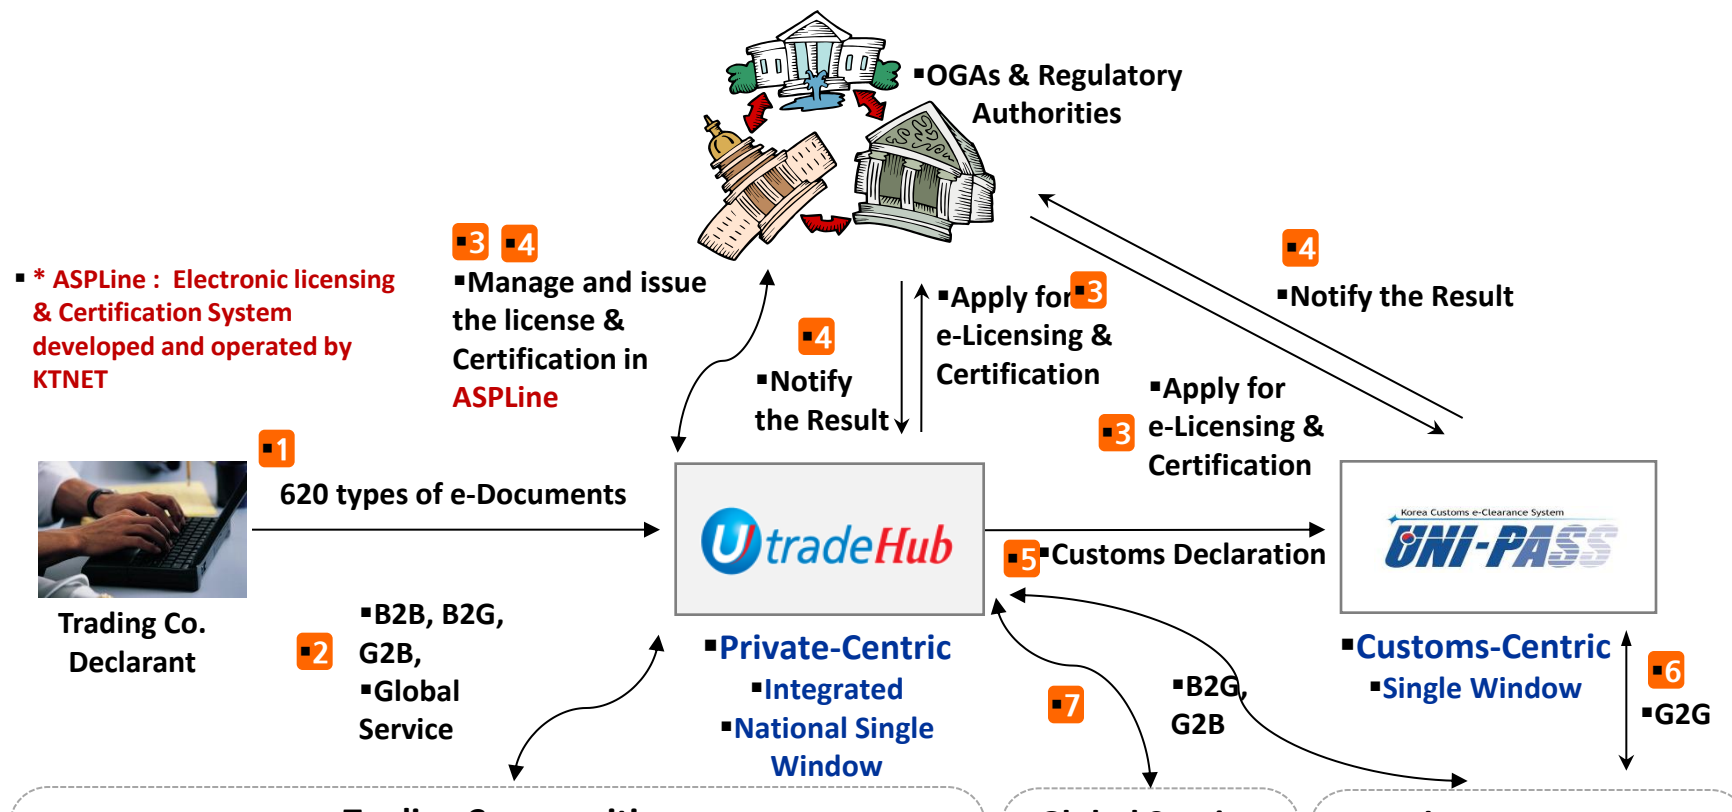 ▪OGAs & Regulatory
Authorities
▪3 ▪4
▪Manage and issue
the license &
Certification in
ASPLine
▪ * ASPLine : Electronic licensing
& Certification System
developed and operated by
KTNET
▪4
▪Notify
the Result
▪Apply for ▪3
e-Licensing &
Certification
▪4
▪Notify the Result
▪Apply for
▪3 e-Licensing &
Certification
▪1
620 types of e-Documents
Trading Co.
Declarant
U tradeHub
Korea Customs e-Clearance System
UNI-PASS
▪5 ▪Customs Declaration
▪2
▪B2B, B2G,
G2B,
▪Global
Service
▪Private-Centric
▪Integrated
▪National Single
Window
▪7
▪B2G,
G2B
▪Customs-Centric
▪Single Window
▪6
▪G2G